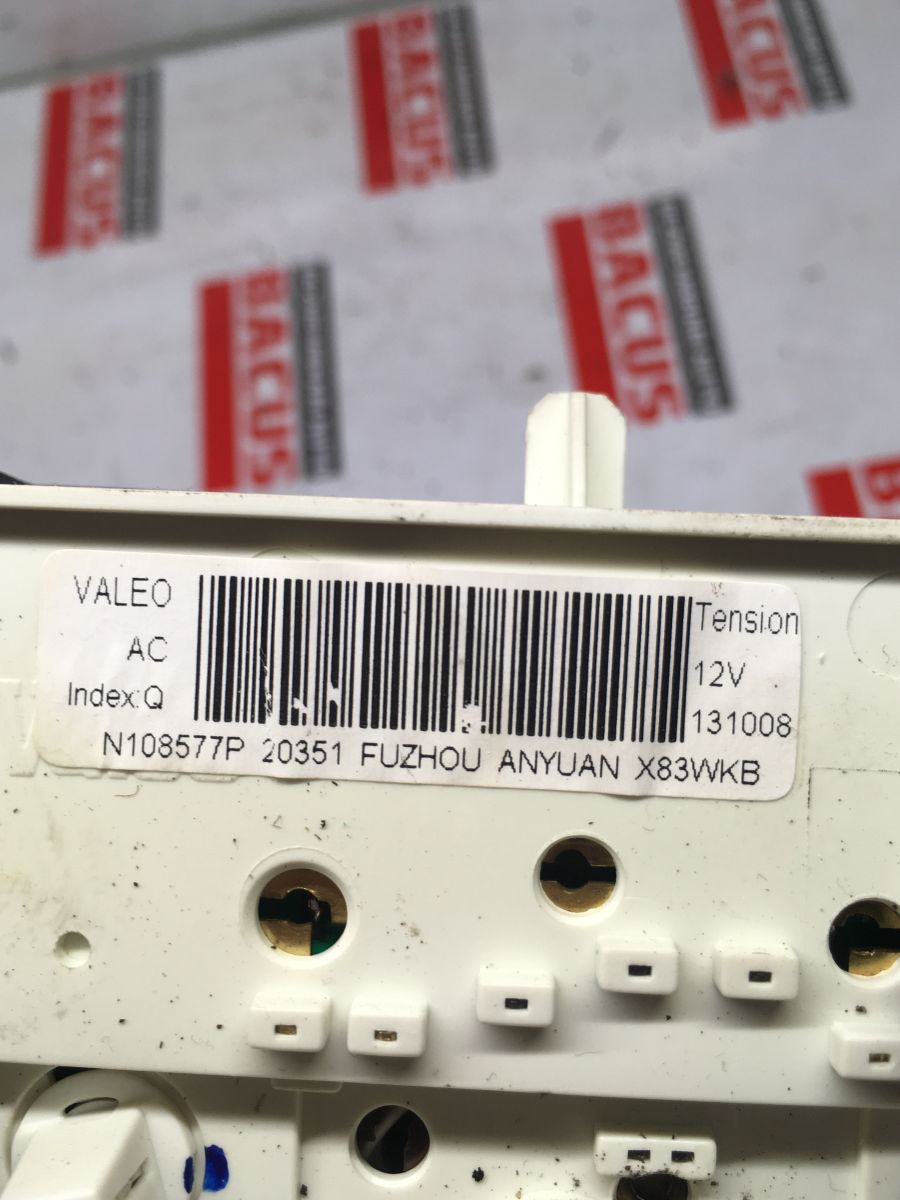 BACUS
BACUS
BACUS
BACUS
BACUS
VALEO
AC
Index:Q
Tension
12V
131008
N108577P 20351 FUZHOU ANYUAN X83WKB